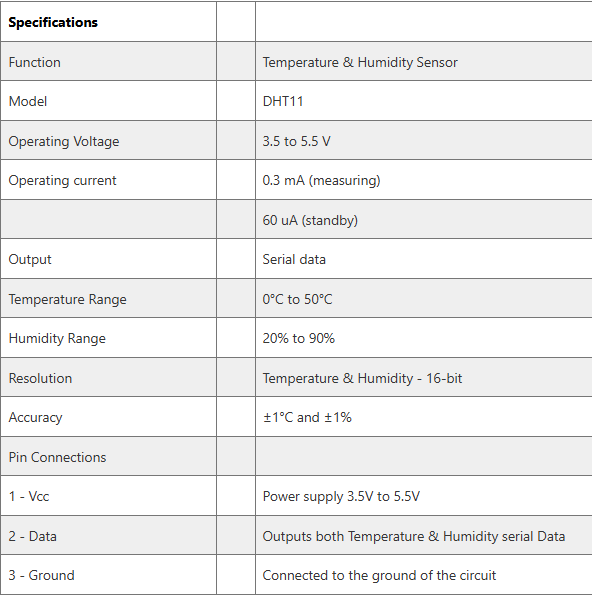 Specifications
Function Temperature & Humidity Sensor
Model DHT11
Operating Voltage 3.5 to 5.5 V
Operating current 0.3 mA (measuring)
60 uA (standby)
Output Serial data
Temperature Range 0°C to 50°C
Humidity Range 20% to 90%
Resolution Temperature & Humidity - 16-bit
Accuracy ±1°C and ±1%
Pin Connections
1 - Vcc Power supply 3.5V to 5.5V
2 - Data Outputs both Temperature & Humidity serial Data
3 - Ground Connected to the ground of the circuit